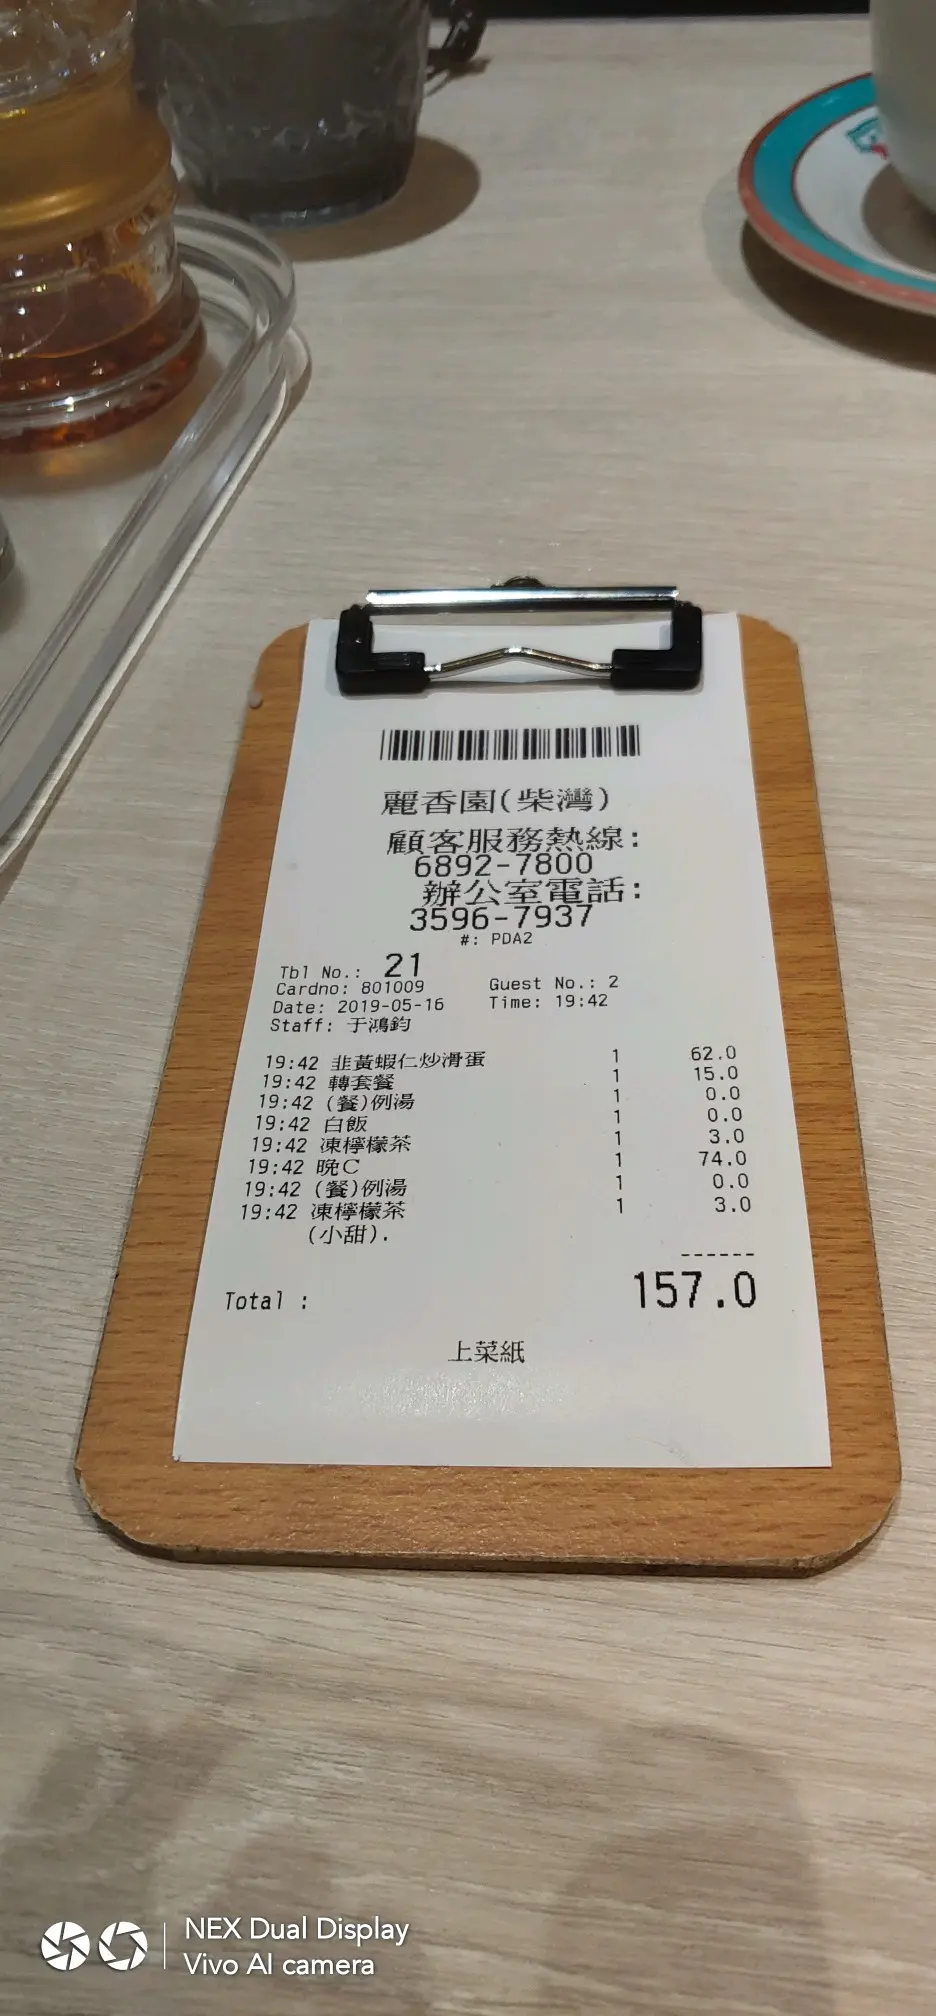 麗香園(柴灣)
顧客服務熱線:
6892-7800
辦公室電話:
3596-7937
#: PDA2
Tbl No.: 21
Cardno: 801009 Guest No.: 2
Date: 2019-05-16 Time: 19:42
Staff: 于鴻鈞
19:42 韭黃蝦仁炒滑蛋 1 62.0
19:42 轉套餐 1 15.0
19:42 (餐)例湯 1 0.0
19:42 白飯 1 0.0
19:42 凍檸檬茶 1 3.0
19:42 晚C 1 74.0
19:42 (餐)例湯 1 0.0
19:42 凍檸檬茶 1 3.0
(小甜).
------
Total : 157.0
上菜紙
NEX Dual Display
Vivo AI camera